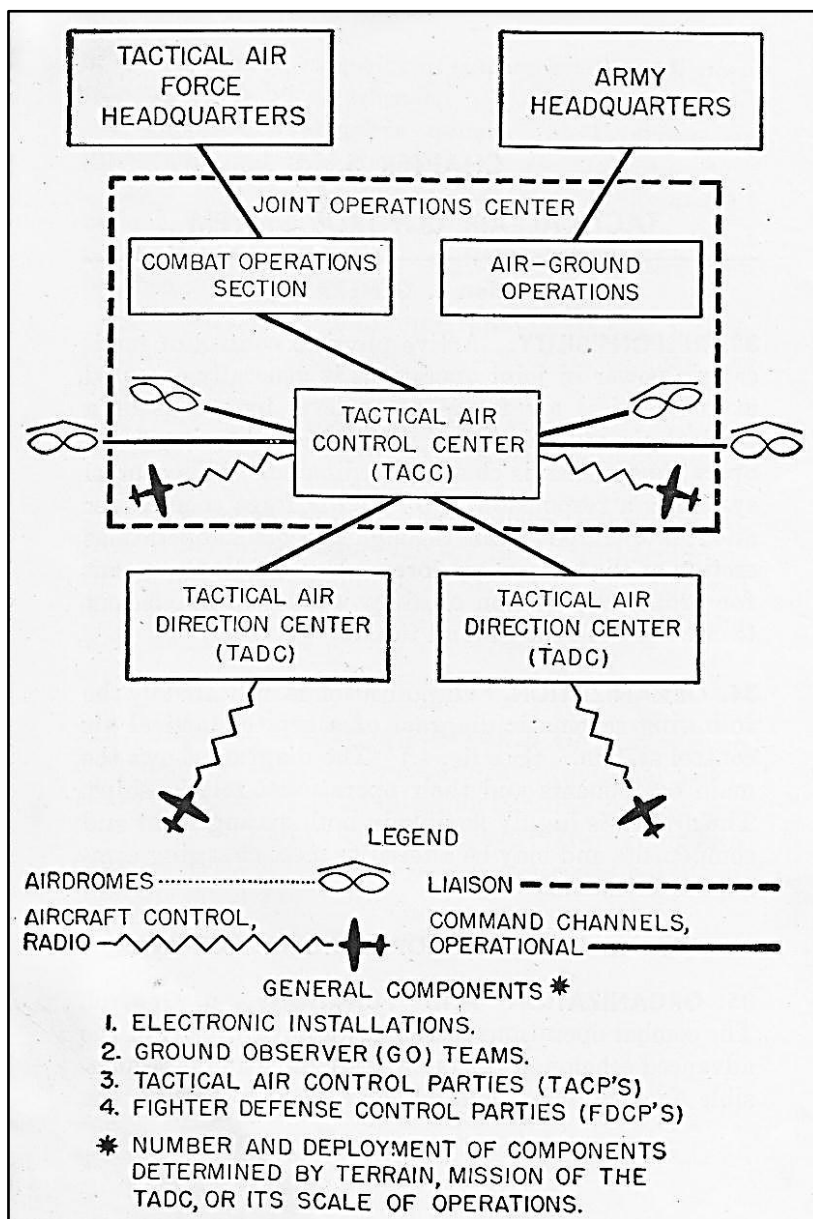 TACTICAL AIR
FORCE
HEADQUARTERS
ARMY
HEADQUARTERS
JOINT OPERATIONS CENTER
COMBAT OPERATIONS
SECTION
AIR-GROUND
OPERATIONS
TACTICAL AIR
CONTROL CENTER
(TACC)
TACTICAL AIR
DIRECTION CENTER
(TADC)
TACTICAL AIR
DIRECTION CENTER
(TADC)
LEGEND
AIRDROMES
LIAISON
AIRCRAFT CONTROL,
RADIO
COMMAND CHANNELS,
OPERATIONAL
GENERAL COMPONENTS *
1. ELECTRONIC INSTALLATIONS.
2. GROUND OBSERVER (GO) TEAMS.
3. TACTICAL AIR CONTROL PARTIES (TACP'S)
4. FIGHTER DEFENSE CONTROL PARTIES (FDCP'S)
* NUMBER AND DEPLOYMENT OF COMPONENTS
DETERMINED BY TERRAIN, MISSION OF THE
TADC, OR ITS SCALE OF OPERATIONS.